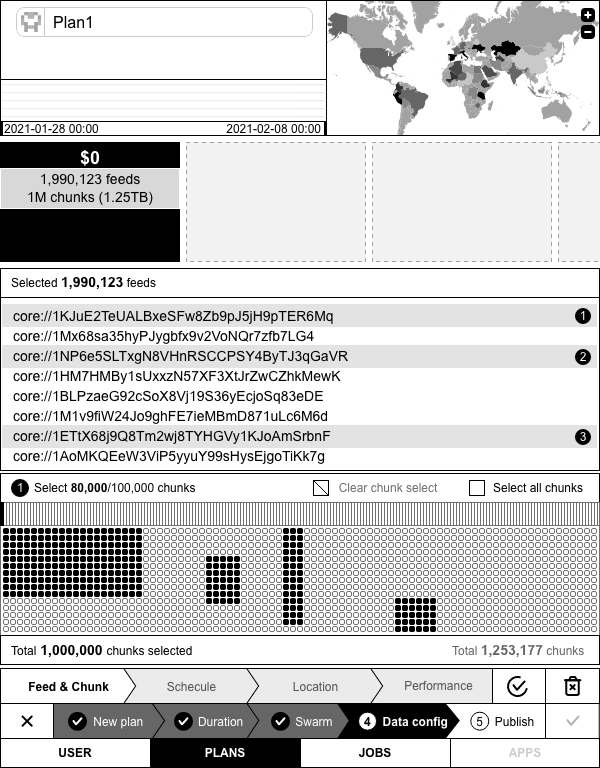 Plan1
2021-01-28 00:00
2021-02-08 00:00
$0
1,990,123 feeds
1M chunks (1.25TB)
Selected 1,990,123 feeds
core://1KJuE2TeUALBxeSFw8Zb9pJ5jH9pTER6Mq 1
core://1Mx68sa35hyPJygbfx9v2VoNQr7zfb7LG4
core://1NP6e5SLTxgN8VHnRSCCPSY4ByTJ3qGaVR 2
core://1HM7HMBy1sUxxzN57XF3XtJrZwCZhkMewK
core://1BLPzaeG92cSoX8Vj19S36yEcjoSq83eDE
core://1M1v9fiW24Jo9ghFE7ieMBmD871uLc6M6d
core://1ETtX68j9Q8Tm2wj8TYHGVy1KJoAmSrbnF 3
core://1AoMKQEeW3ViP5yyuY99sHysEjgoTiKk7g
1 Select 80,000/100,000 chunks
Clear chunk select
Select all chunks
Total 1,000,000 chunks selected
Total 1,253,177 chunks
Feed & Chunk
Schecule
Location
Performance
New plan
Duration
Swarm
4 Data config
5 Publish
USER
PLANS
JOBS
APPS